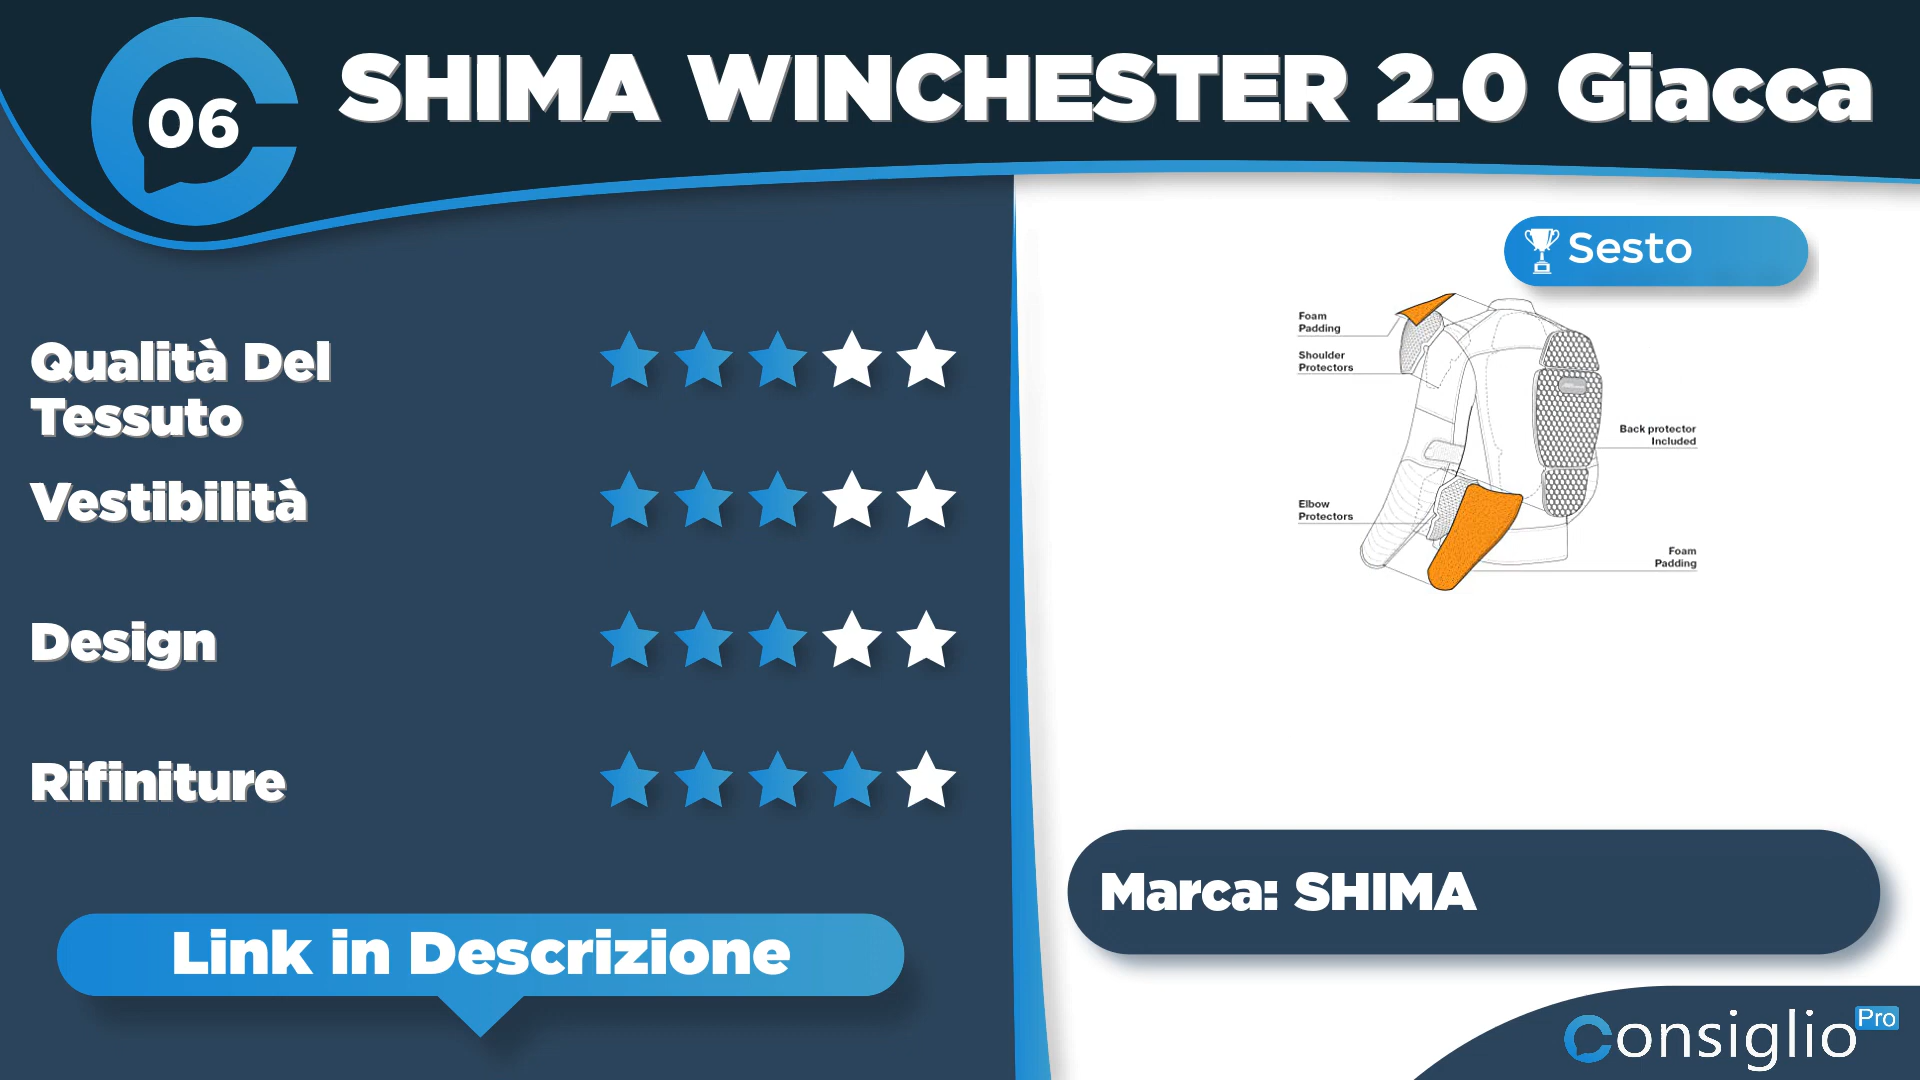 06
SHIMA WINCHESTER 2.0 Giacca
Sesto
Qualità Del
Tessuto
Vestibilità
Design
Rifiniture
Link in Descrizione
Foam
Padding
Shoulder
Protectors
Back protector
Included
Elbow
Protectors
Foam
Padding
Marca: SHIMA
Consiglio Pro